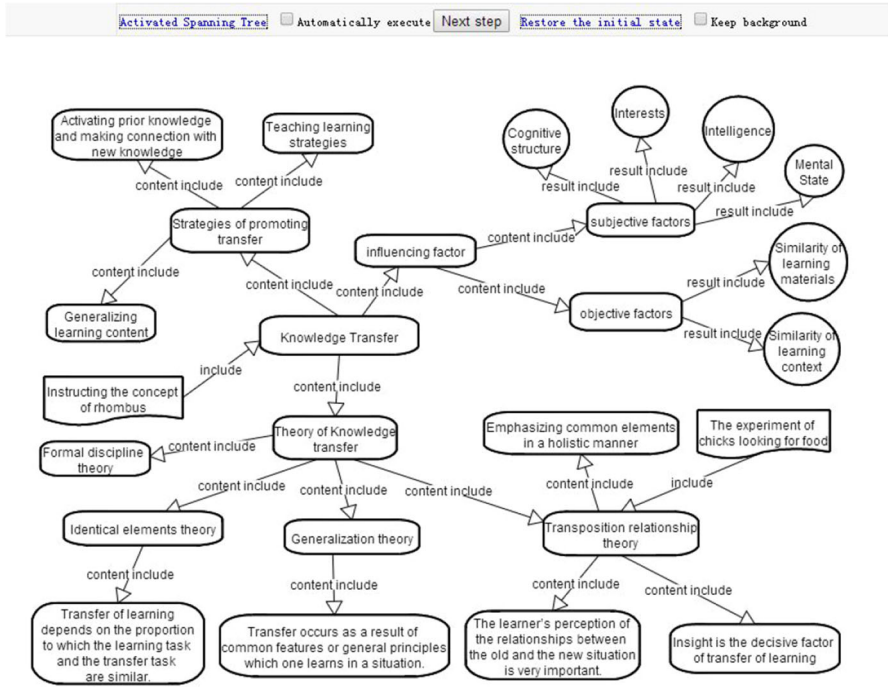 Activated Spanning Tree Automatically execute Next step Restore the initial state Keep background
Activating prior knowledge
and making connection with
new knowledge
Teaching learning
strategies
content include
content include
Strategies of promoting
transfer
content include
Generalizing
learning content
content include
Cognitive
structure
Interests
Intelligence
Mental
State
result include
result include
result include
result include
subjective factors
content include
influencing factor
content include
content include
objective factors
result include
result include
Similarity of
learning
materials
Similarity of
learning
context
Knowledge Transfer
include
Instructing the concept
of rhombus
content include
Theory of Knowledge
transfer
content include
Formal discipline
theory
content include
content include
content include
Identical elements theory
Generalization theory
Transposition relationship
theory
Emphasizing common elements
in a holistic manner
The experiment of
chicks looking for food
content include
include
content include
content include
content include
content include
Transfer of learning
depends on the proportion
to which the learning task
and the transfer task
are similar.
Transfer occurs as a result of
common features or general principles
which one learns in a situation.
The learner's perception of
the relationships between
the old and the new situation
is very important.
Insight is the decisive factor
of transfer of learning